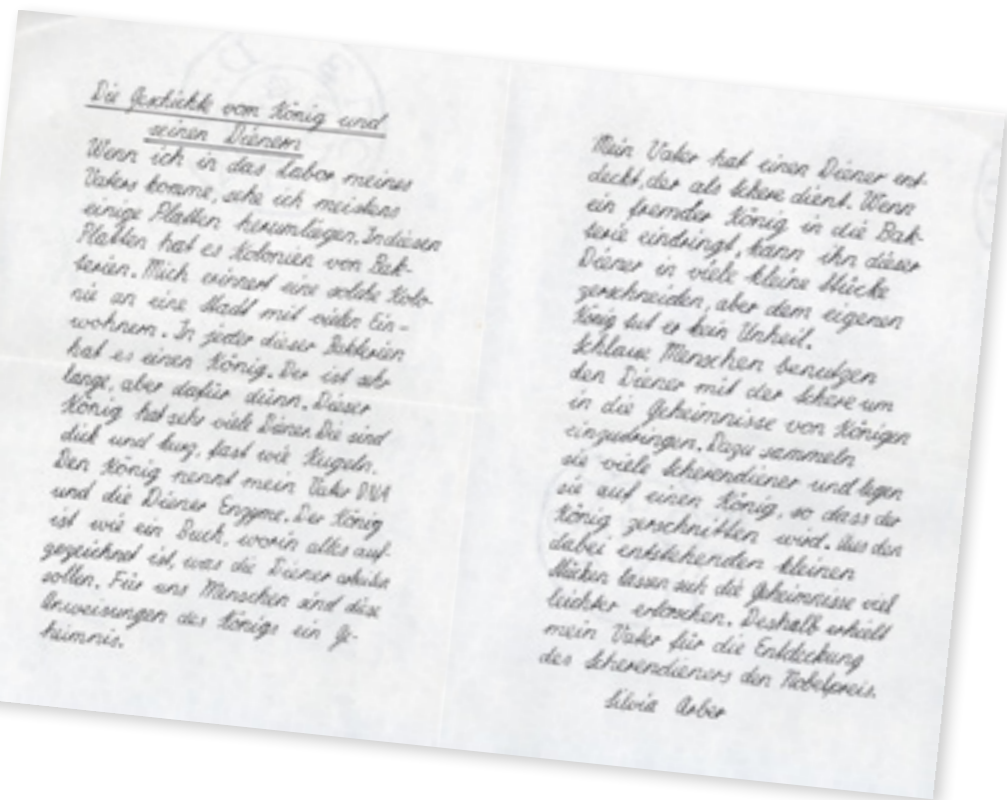 Die Geschichte vom König und
seinen Dienern
Wenn ich in das Labor meines
Vaters komme, sehe ich meistens
einige Platten herumliegen. In diesen
Platten hat es Kolonien von Bak-
terien. Mich erinnert eine solche Kolo-
nie an eine Stadt mit vielen Ein-
wohnern. In jeder dieser Bakterien
hat es einen König. Der ist sehr
lange, aber dafür dünn. Dieser
König hat sehr viele Diener. Die sind
dick und kurz, fast wie Kugeln.
Den König nennt mein Vater DNA
und die Diener Enzyme. Der König
ist wie ein Buch, worin alles auf-
gezeichnet ist, was die Diener arbeiten
sollen. Für uns Menschen sind diese
Anweisungen des Königs ein Ge-
heimnis.
Mein Vater hat einen Diener ent-
deckt, der als Schere dient. Wenn
ein fremder König in die Bak-
terie eindringt, kann ihn dieser
Diener in viele kleine Stücke
zerschneiden, aber dem eigenen
König tut er kein Unheil.
Schlaue Menschen benutzen
den Diener mit der Schere um
in die Geheimnisse von Königen
einzudringen. Dazu sammeln
sie viele Scherendiener und legen
sie auf einen König, so dass der
König zerschnitten wird. Aus den
dabei entstehenden kleinen
Stücken lassen sich die Geheimnisse viel
leichter erforschen. Deshalb erhielt
mein Vater für die Entdeckung
des Scherendieners den Nobelpreis.
Silvia Arber